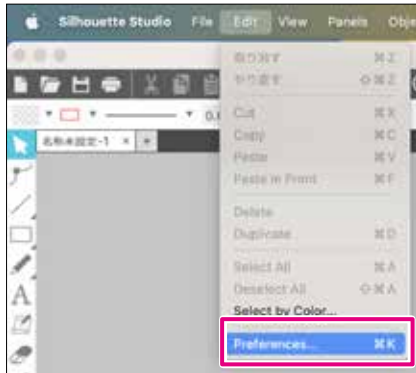 Silhouette Studio File Edit View Panels Obje
取り消す ⌘Z
やり直す ⇧⌘Z
Cut ⌘X
Copy ⌘C
Paste ⌘V
Paste in Front ⌘F
Delete
Duplicate ⌘D
Select All ⌘A
Deselect All ⇧⌘A
Select by Color...
Preferences... ⌘K
名称未設定-1 ×